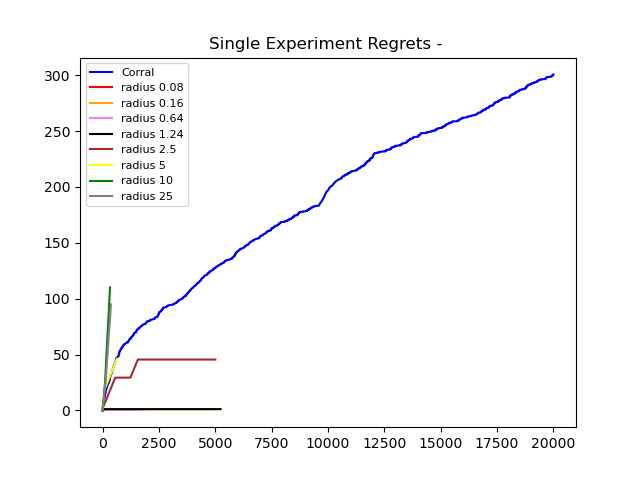 Single Experiment Regrets -
300
250
200
150
100
50
0
Corral
radius 0.08
radius 0.16
radius 0.64
radius 1.24
radius 2.5
radius 5
radius 10
radius 25
0 2500 5000 7500 10000 12500 15000 17500 20000